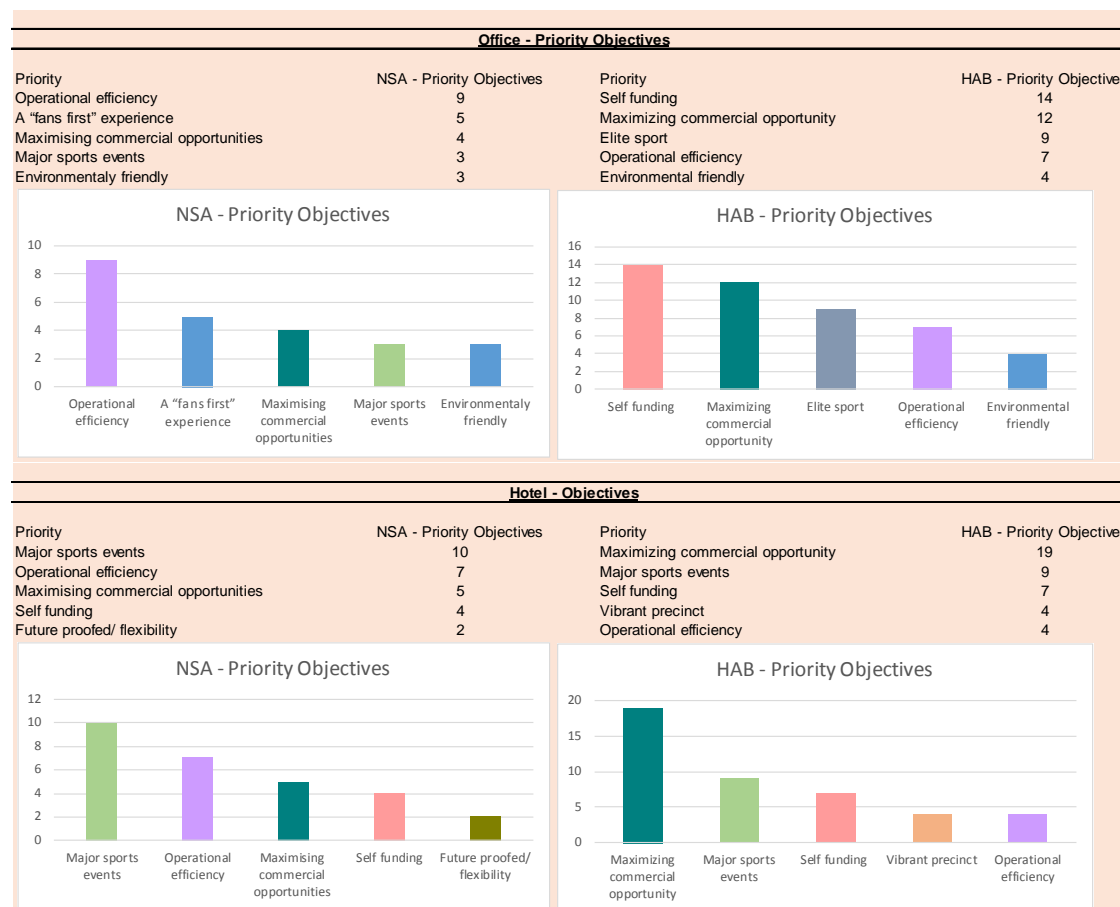 Office - Priority Objectives
Priority NSA - Priority Objectives Priority HAB - Priority Objective
Operational efficiency 9 Self funding 14
A “fans first” experience 5 Maximizing commercial opportunity 12
Maximising commercial opportunities 4 Elite sport 9
Major sports events 3 Operational efficiency 7
Environmentaly friendly 3 Environmental friendly 4
NSA - Priority Objectives
10
8
6
4
2
0
Operational efficiency
A “fans first” experience
Maximising commercial opportunities
Major sports events
Environmentaly friendly
HAB - Priority Objectives
16
14
12
10
8
6
4
2
0
Self funding
Maximizing commercial opportunity
Elite sport
Operational efficiency
Environmental friendly
Hotel - Objectives
Priority NSA - Priority Objectives Priority HAB - Priority Objective
Major sports events 10 Maximizing commercial opportunity 19
Operational efficiency 7 Major sports events 9
Maximising commercial opportunities 5 Self funding 7
Self funding 4 Vibrant precinct 4
Future proofed/ flexibility 2 Operational efficiency 4
NSA - Priority Objectives
12
10
8
6
4
2
0
Major sports events
Operational efficiency
Maximising commercial opportunities
Self funding
Future proofed/ flexibility
HAB - Priority Objectives
20
15
10
5
0
Maximizing commercial opportunity
Major sports events
Self funding
Vibrant precinct
Operational efficiency